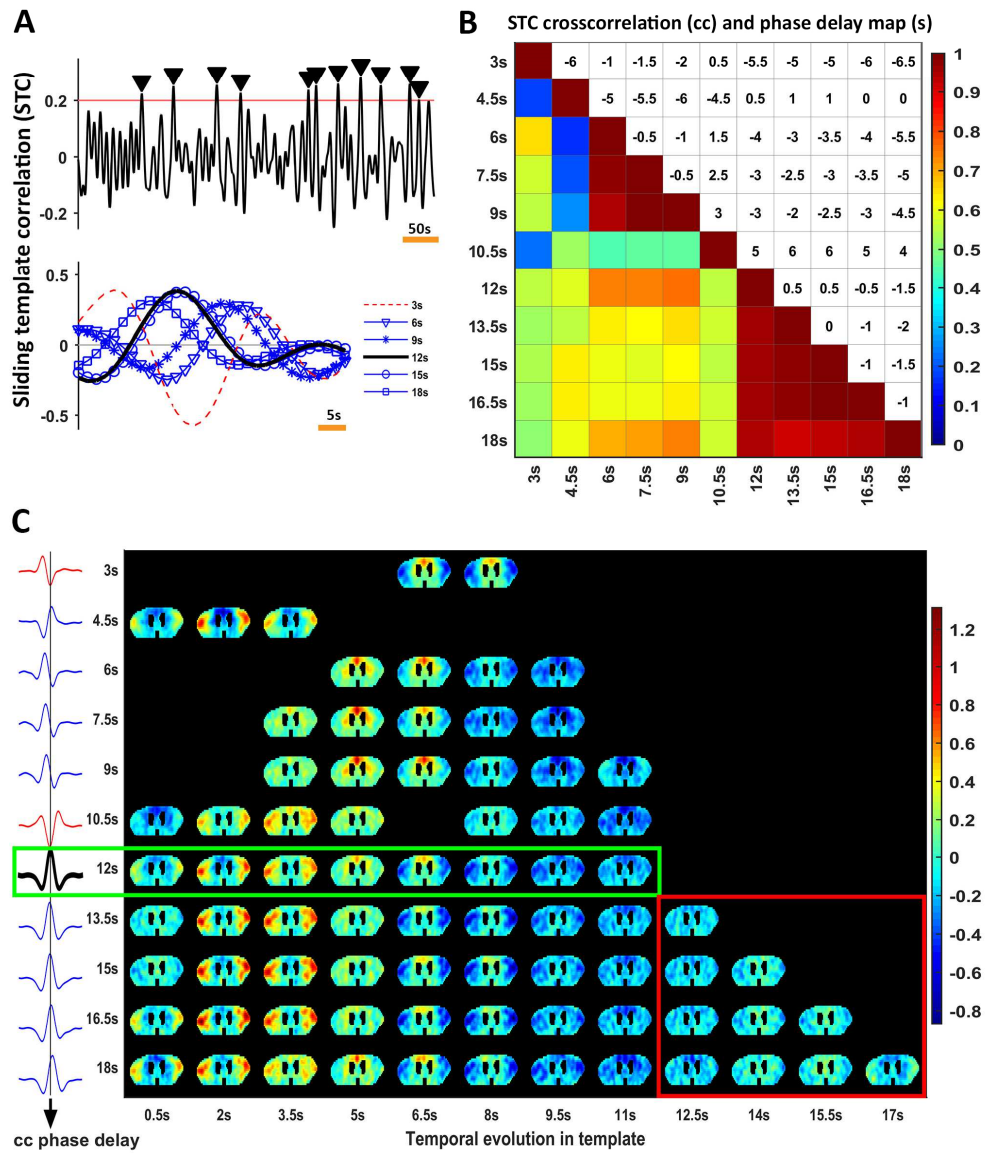 A
Sliding template correlation (STC)
0.2
0
-0.2
50s
0.5
0
-0.5
3s
6s
9s
12s
15s
18s
5s
B
STC crosscorrelation (cc) and phase delay map (s)
3s -6 -1 -1.5 -2 0.5 -5.5 -5 -5 -6 -6.5
4.5s -5 -5.5 -6 -4.5 0.5 1 1 0 0
6s -0.5 -1 1.5 -4 -3 -3.5 -4 -5.5
7.5s -0.5 2.5 -3 -2.5 -3 -3.5 -5
9s 3 -3 -2 -2.5 -3 -4.5
10.5s 5 6 6 5 4
12s 0.5 0.5 -0.5 -1.5
13.5s 0 -1 -2
15s -1 -1.5
16.5s -1
18s
3s 4.5s 6s 7.5s 9s 10.5s 12s 13.5s 15s 16.5s 18s
1
0.9
0.8
0.7
0.6
0.5
0.4
0.3
0.2
0.1
0
C
3s
4.5s
6s
7.5s
9s
10.5s
12s
13.5s
15s
16.5s
18s
0.5s 2s 3.5s 5s 6.5s 8s 9.5s 11s 12.5s 14s 15.5s 17s
cc phase delay
Temporal evolution in template
1.2
1
0.8
0.6
0.4
0.2
0
-0.2
-0.4
-0.6
-0.8